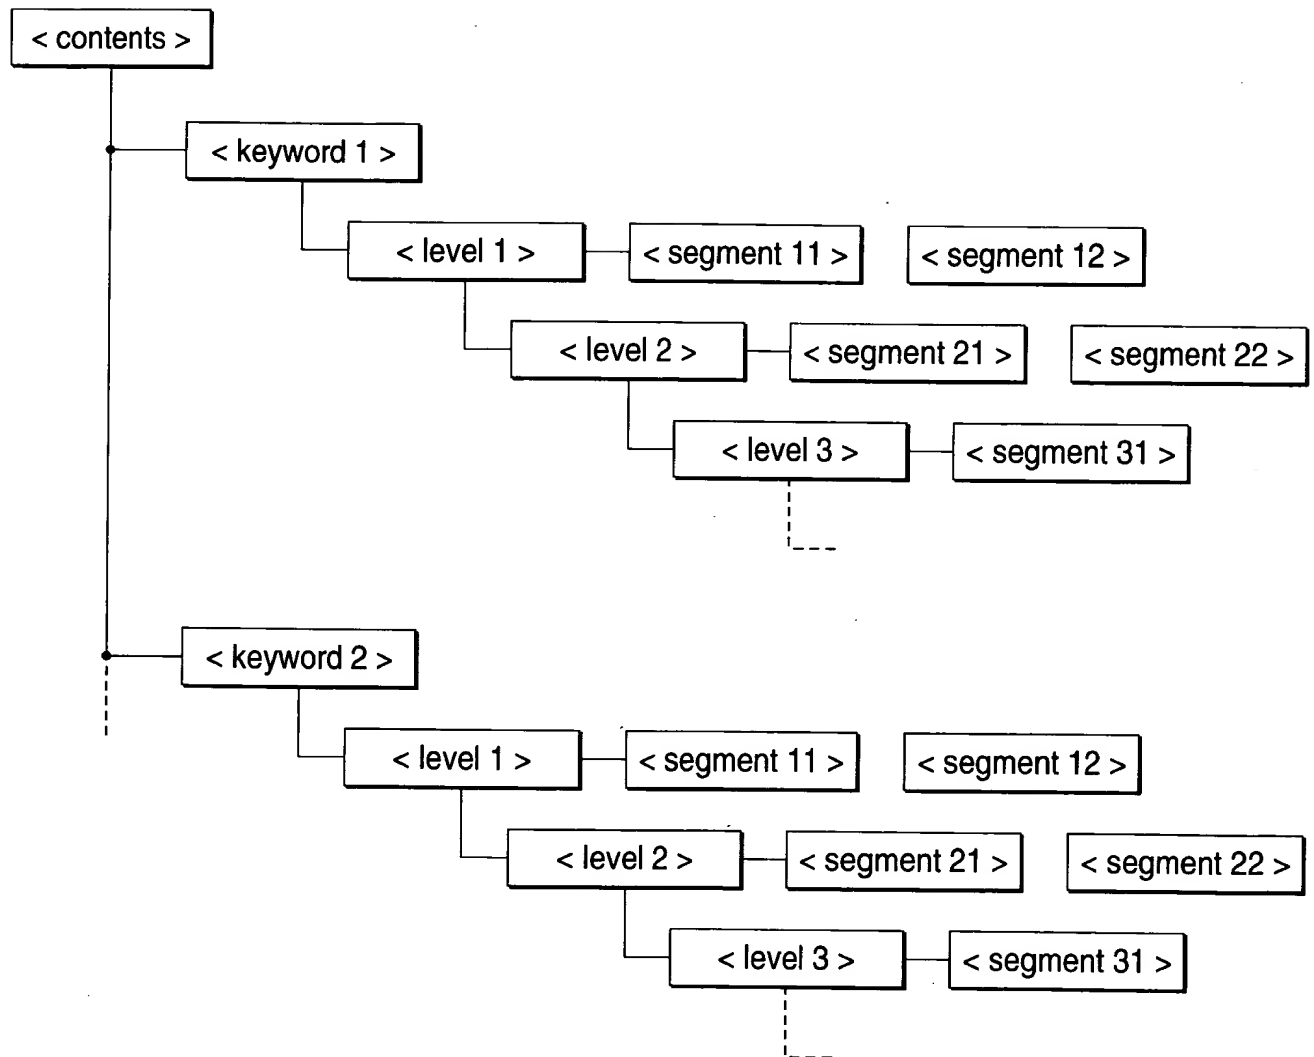 < contents >
< keyword 1 >
< level 1 > < segment 11 > < segment 12 >
< level 2 > < segment 21 > < segment 22 >
< level 3 > < segment 31 >
< keyword 2 >
< level 1 > < segment 11 > < segment 12 >
< level 2 > < segment 21 > < segment 22 >
< level 3 > < segment 31 >